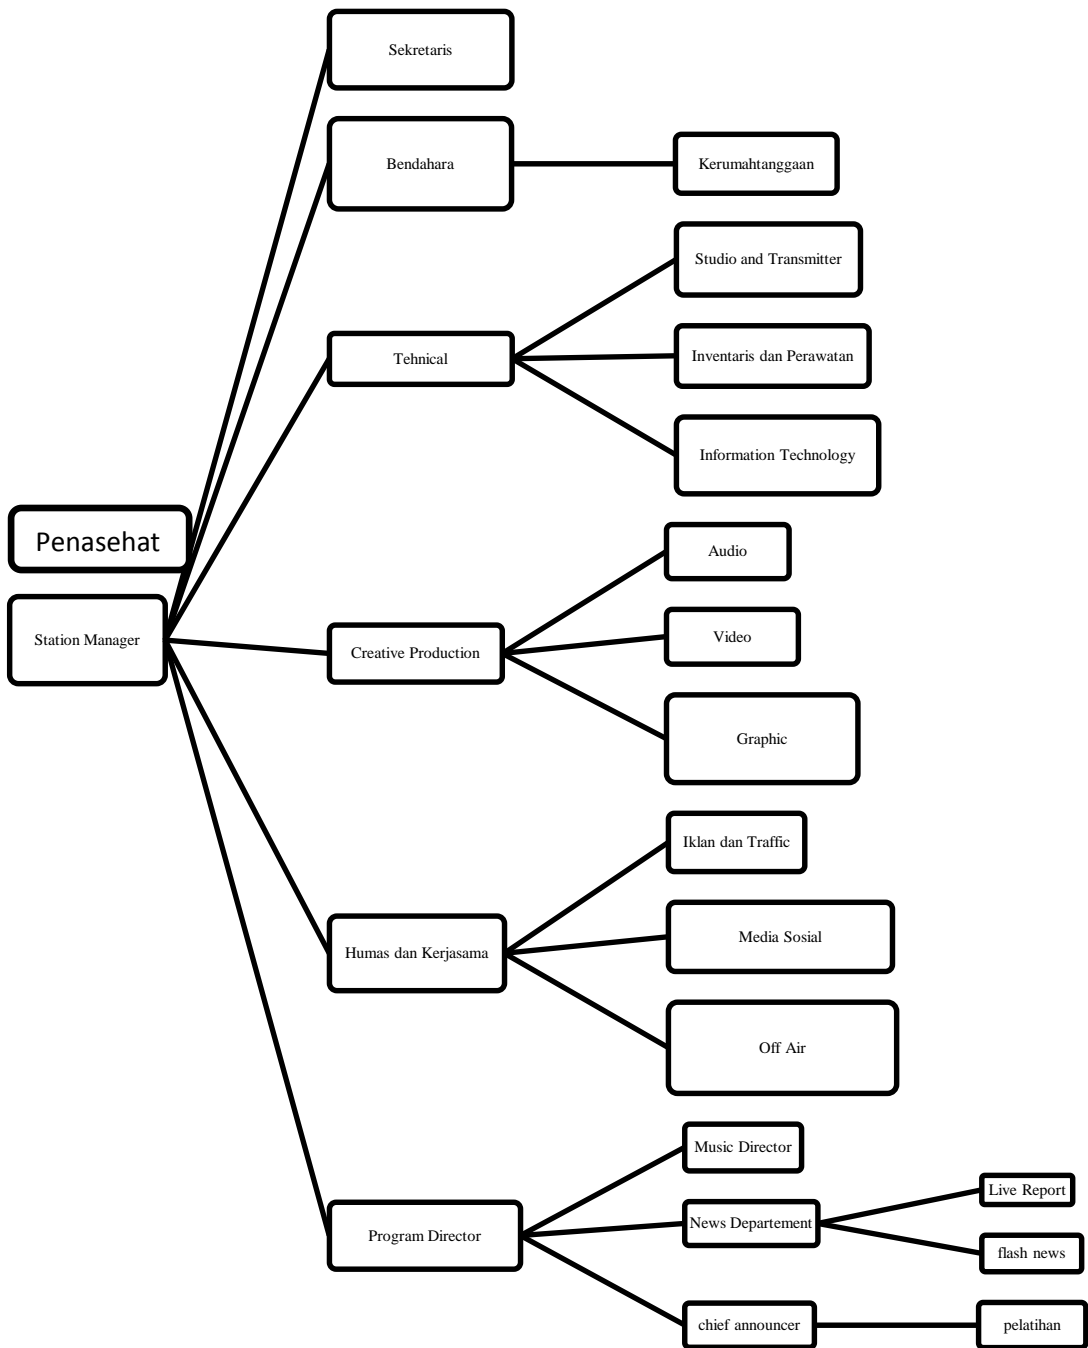 Sekretaris
Bendahara
Kerumahtanggaan
Studio and Transmitter
Tehnical
Inventaris dan Perawatan
Information Technology
Penasehat
Station Manager
Audio
Creative Production
Video
Graphic
Iklan dan Traffic
Humas dan Kerjasama
Media Sosial
Off Air
Music Director
Program Director
News Departement
Live Report
flash news
chief announcer
pelatihan